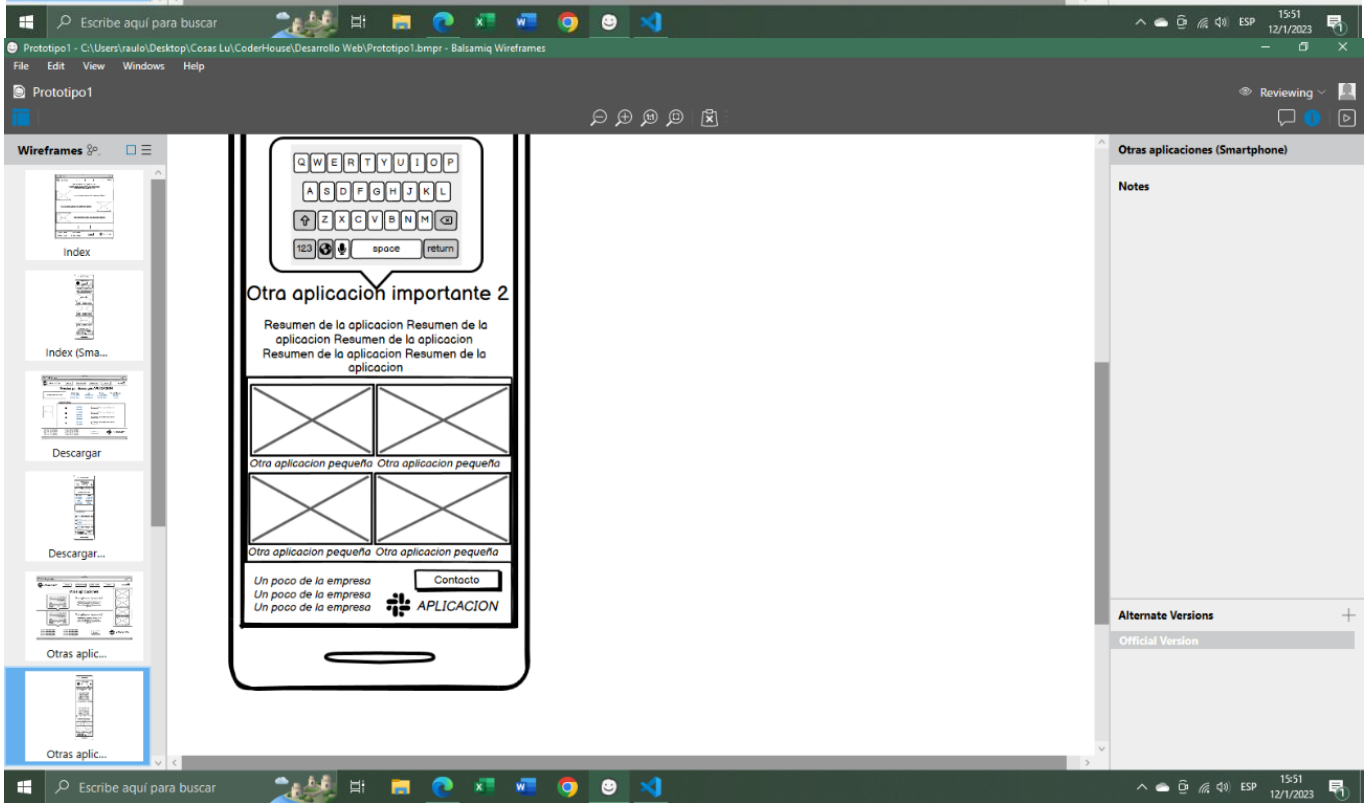 Escribe aquí para buscar
ESP
15:51
12/1/2023
Prototipo1 - C:\Users\raulo\Desktop\Cosas Lu\CoderHouse\Desarrollo Web\Prototipo1.bmpr - Balsamiq Wireframes
File Edit View Windows Help
Prototipo1
Reviewing
1:1
Wireframes
Index
Index (Sma...
Descargar
Descargar...
Otras aplic...
Otras aplic...
Q W E R T Y U I O P
A S D F G H J K L
Z X C V B N M
123 space return
Otra aplicacion importante 2
Resumen de la aplicacion Resumen de la
aplicacion Resumen de la aplicacion
Resumen de la aplicacion Resumen de la
aplicacion
Otra aplicacion pequeña Otra aplicacion pequeña
Otra aplicacion pequeña Otra aplicacion pequeña
Un poco de la empresa
Un poco de la empresa
Un poco de la empresa
Contacto
APLICACION
Otras aplicaciones (Smartphone)
Notes
Alternate Versions
Official Version
Escribe aquí para buscar
ESP
15:51
12/1/2023